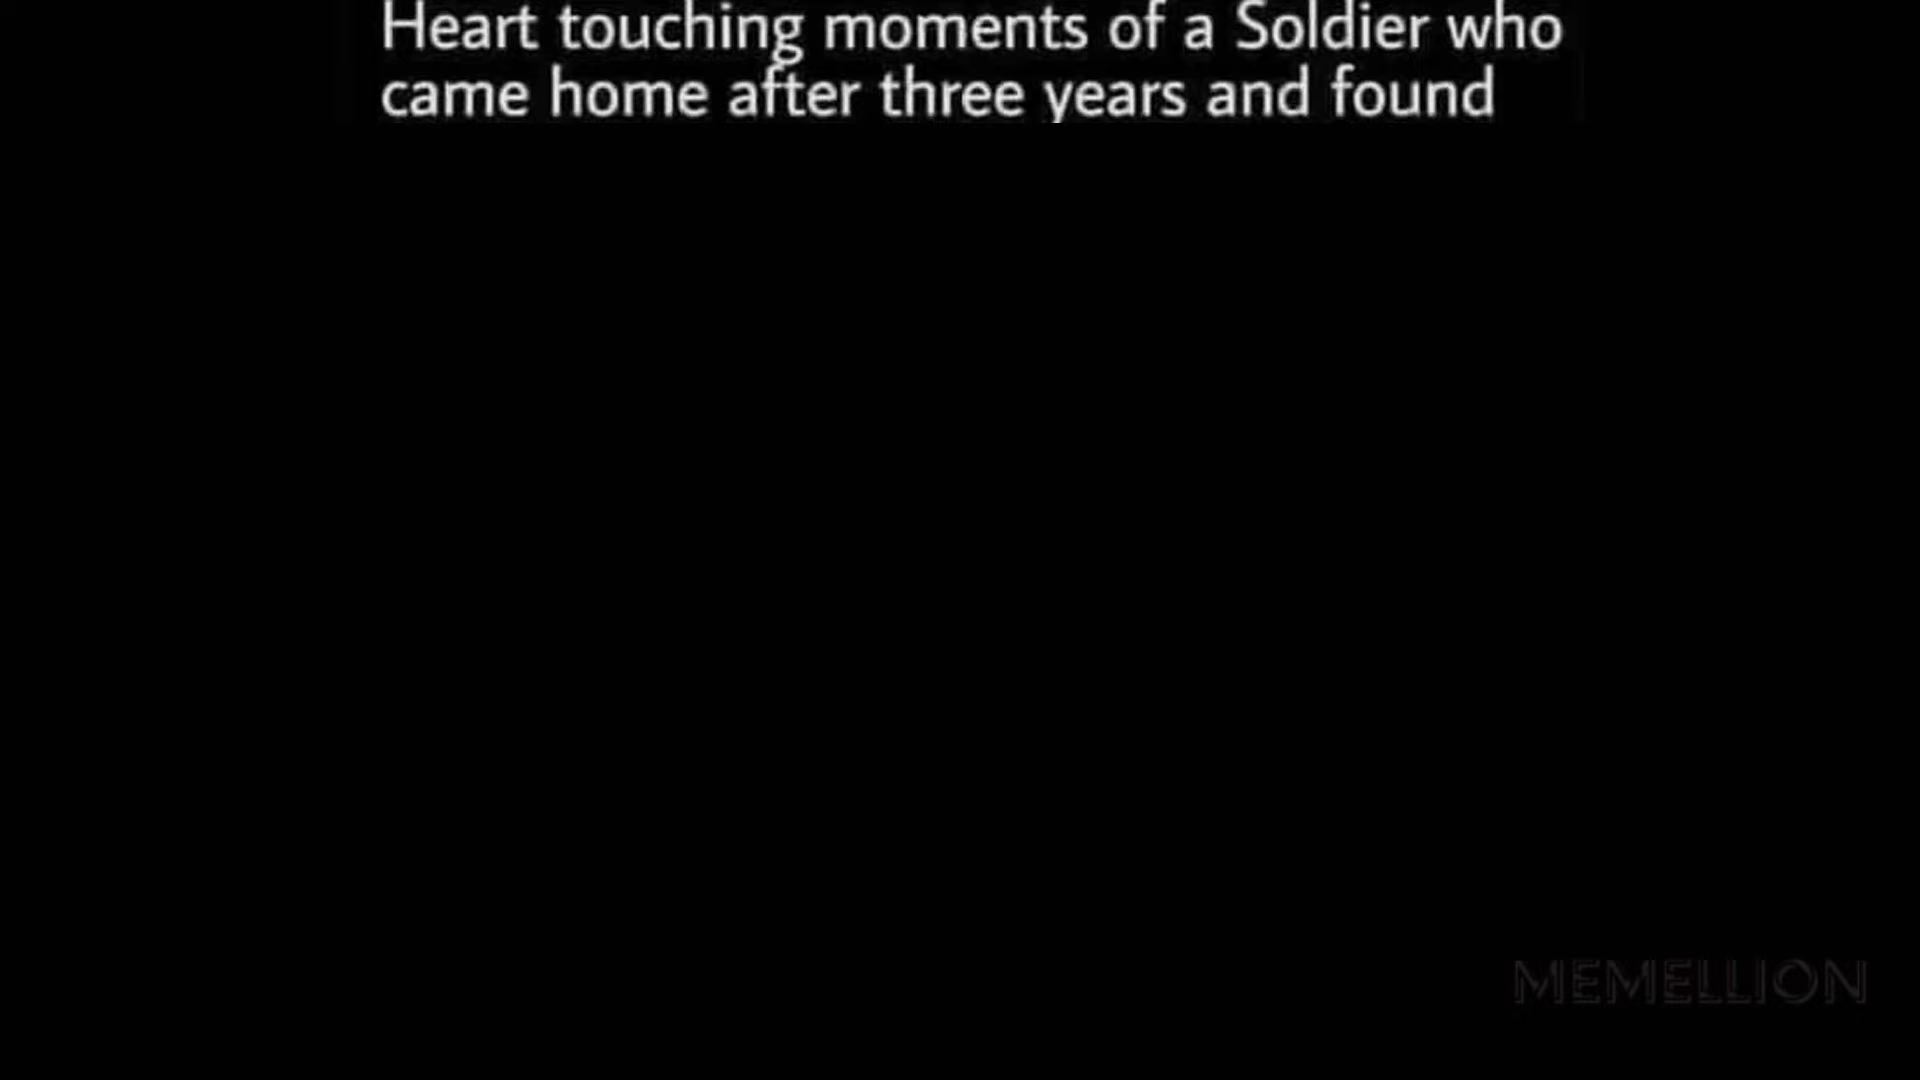 Heart touching moments of a Soldier who
came home after three years and found
MEMELLION